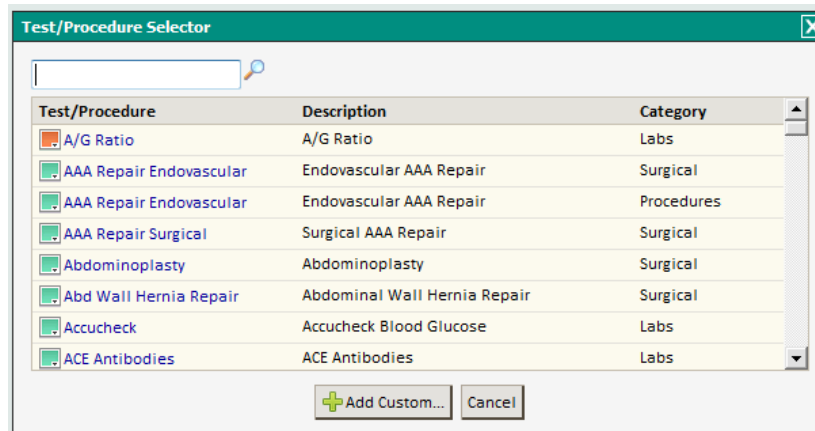 Test/Procedure Selector
Test/Procedure Description Category
A/G Ratio A/G Ratio Labs
AAA Repair Endovascular Endovascular AAA Repair Surgical
AAA Repair Endovascular Endovascular AAA Repair Procedures
AAA Repair Surgical Surgical AAA Repair Surgical
Abdominoplasty Abdominoplasty Surgical
Abd Wall Hernia Repair Abdominal Wall Hernia Repair Surgical
Accucheck Accucheck Blood Glucose Labs
ACE Antibodies ACE Antibodies Labs
Add Custom... Cancel